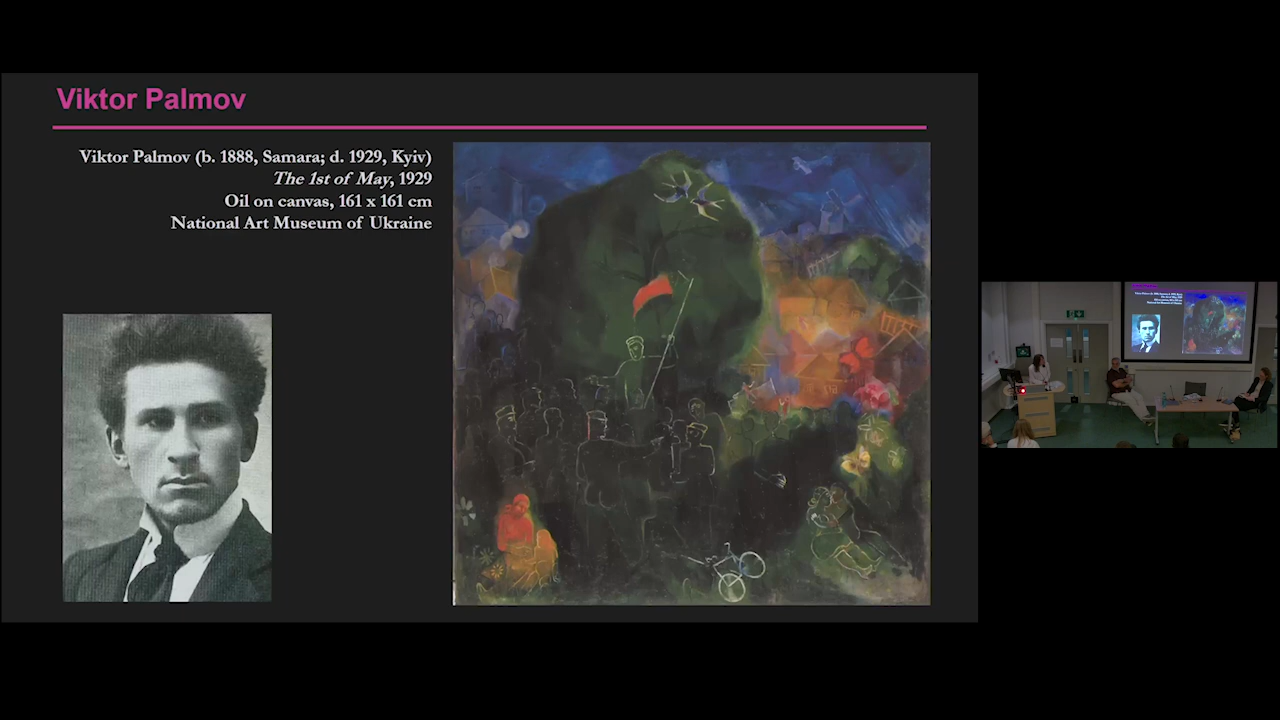 Viktor Palmov
Viktor Palmov (b. 1888, Samara; d. 1929, Kyiv)
The 1st of May, 1929
Oil on canvas, 161 x 161 cm
National Art Museum of Ukraine